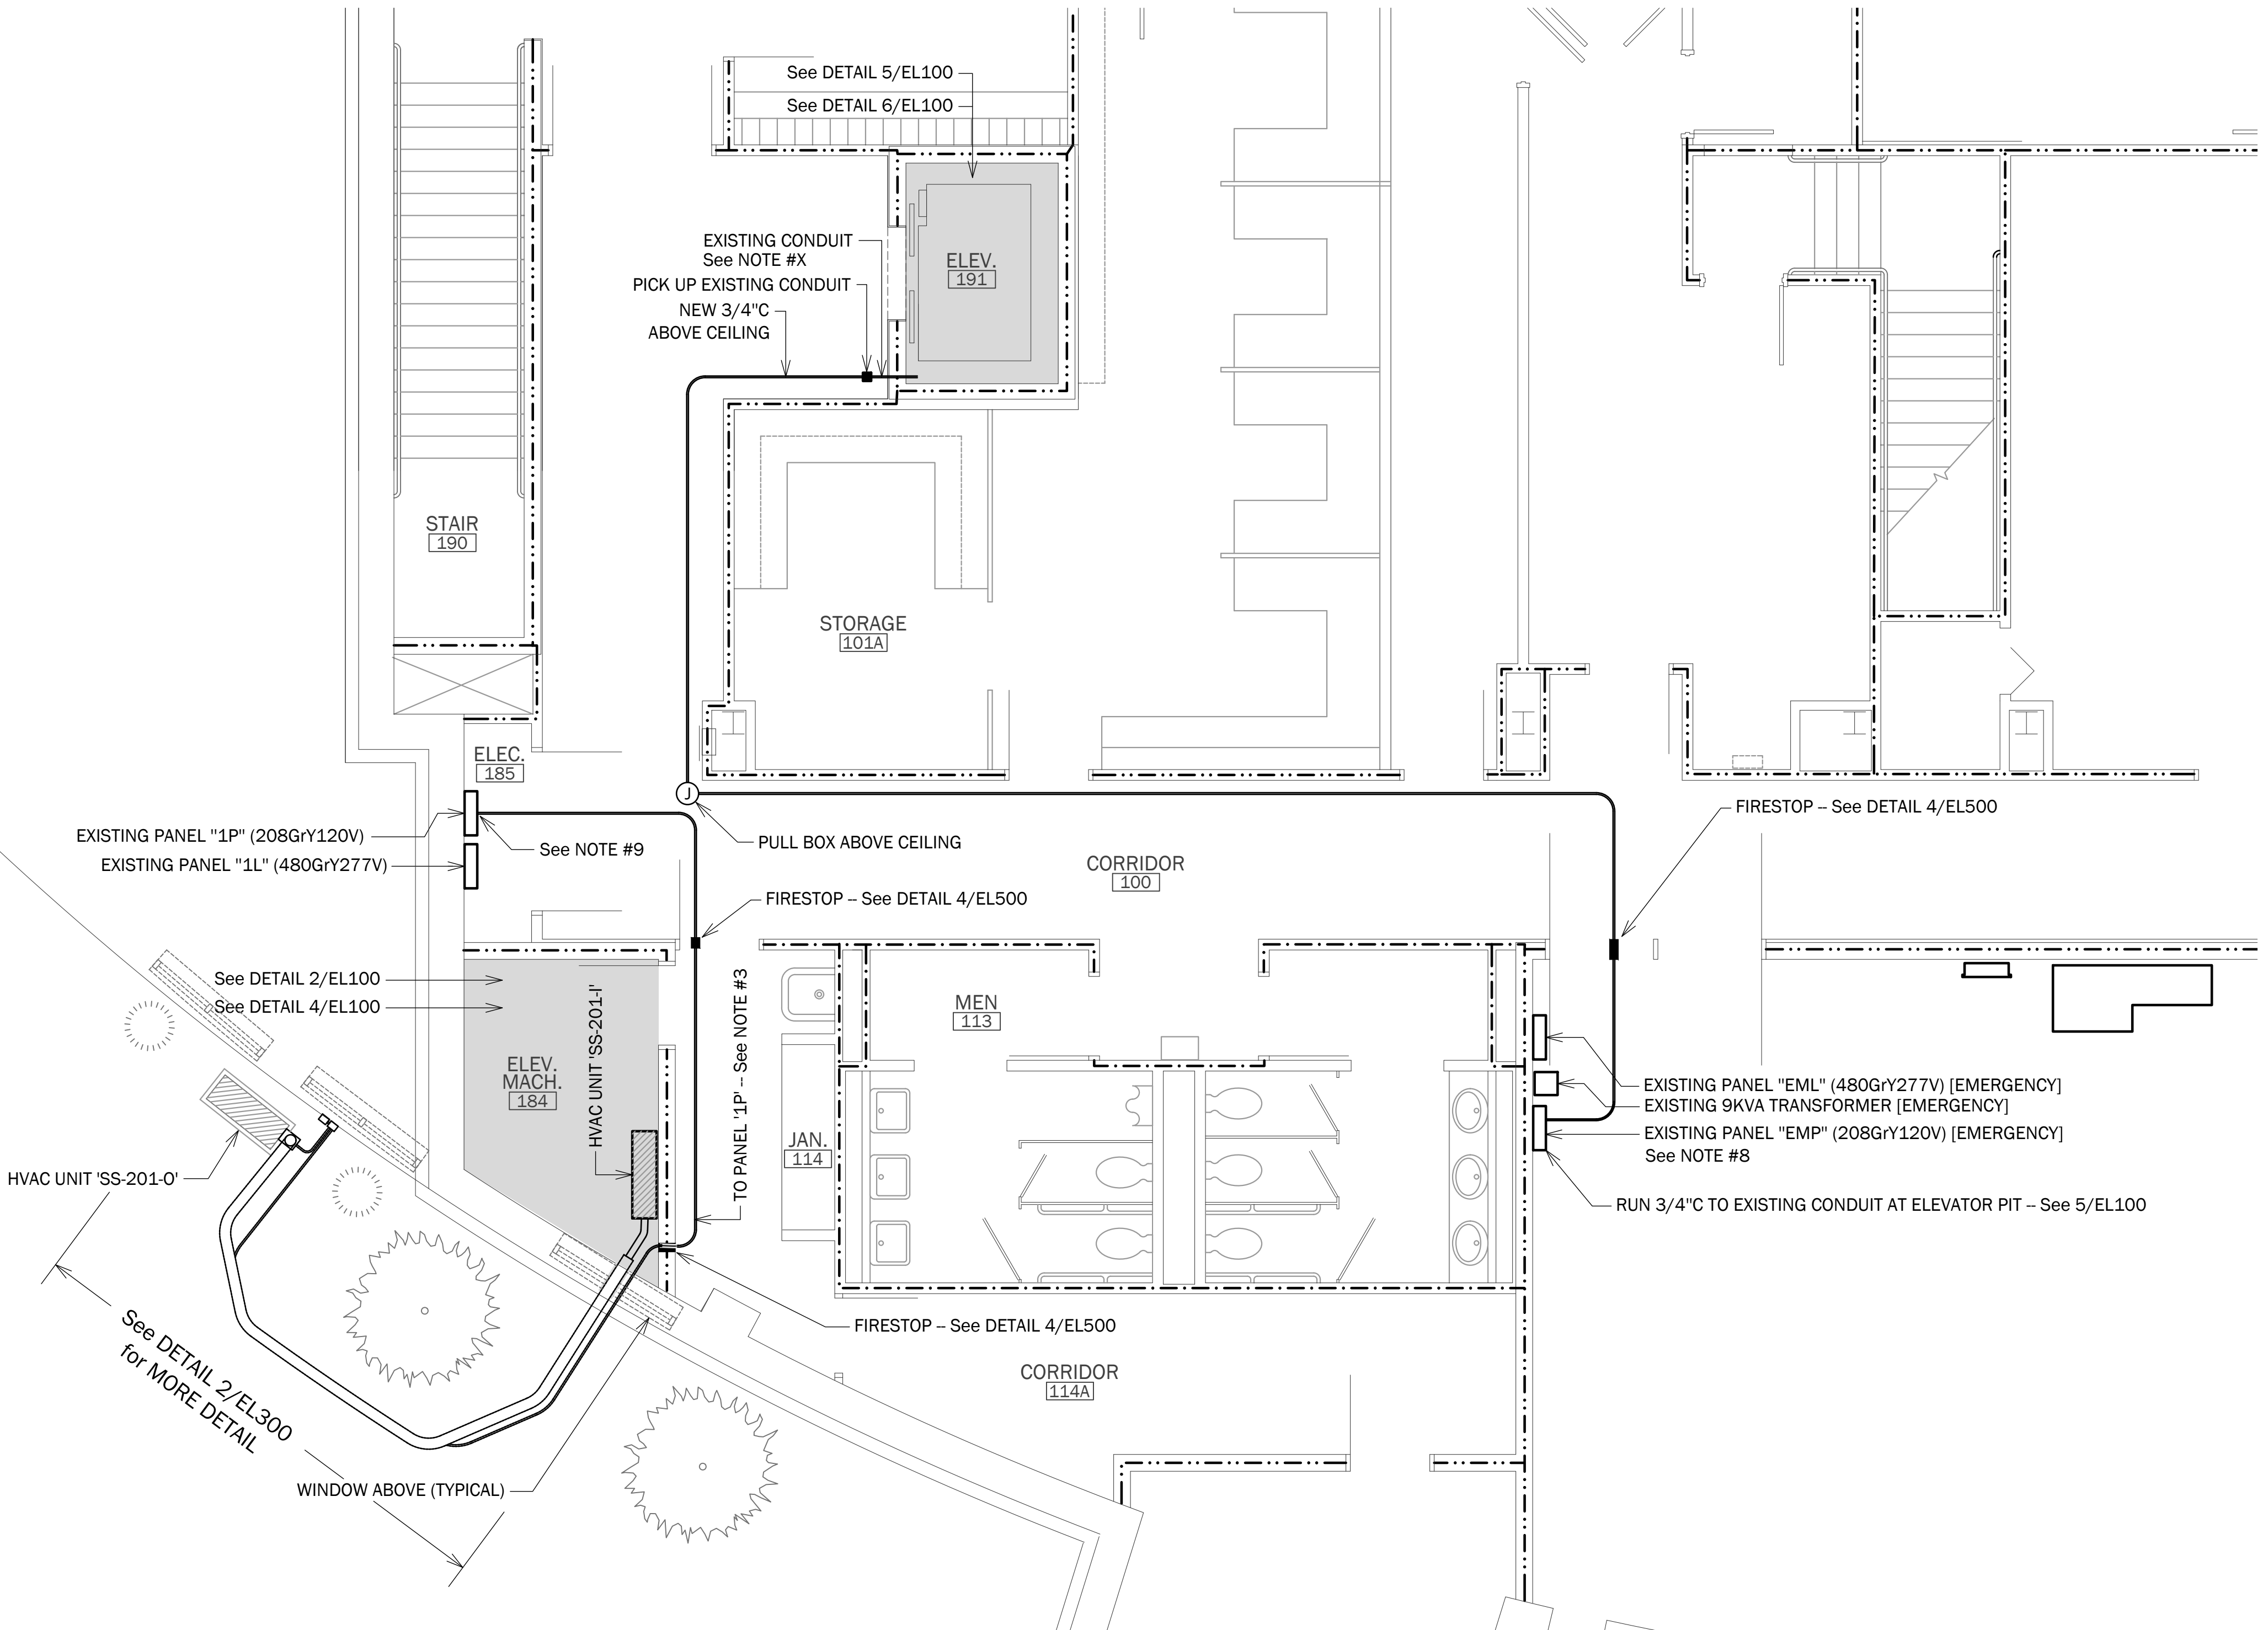 See DETAIL 5/EL100
See DETAIL 6/EL100
EXISTING CONDUIT
See NOTE #X
PICK UP EXISTING CONDUIT
NEW 3/4"C
ABOVE CEILING
ELEV.
191
STAIR
190
STORAGE
101A
ELEC.
185
J
EXISTING PANEL "1P" (208GrY120V)
EXISTING PANEL "1L" (480GrY277V)
See NOTE #9
PULL BOX ABOVE CEILING
FIRESTOP -- See DETAIL 4/EL500
CORRIDOR
100
FIRESTOP -- See DETAIL 4/EL500
See DETAIL 2/EL100
See DETAIL 4/EL100
ELEV.
MACH.
184
HVAC UNIT 'SS-201-I'
TO PANEL '1P' -- See NOTE #3
MEN
113
JAN.
114
EXISTING PANEL "EML" (480GrY277V) [EMERGENCY]
EXISTING 9KVA TRANSFORMER [EMERGENCY]
EXISTING PANEL "EMP" (208GrY120V) [EMERGENCY]
See NOTE #8
RUN 3/4"C TO EXISTING CONDUIT AT ELEVATOR PIT -- See 5/EL100
HVAC UNIT 'SS-201-O'
FIRESTOP -- See DETAIL 4/EL500
CORRIDOR
114A
See DETAIL 2/EL300
for MORE DETAIL
WINDOW ABOVE (TYPICAL)